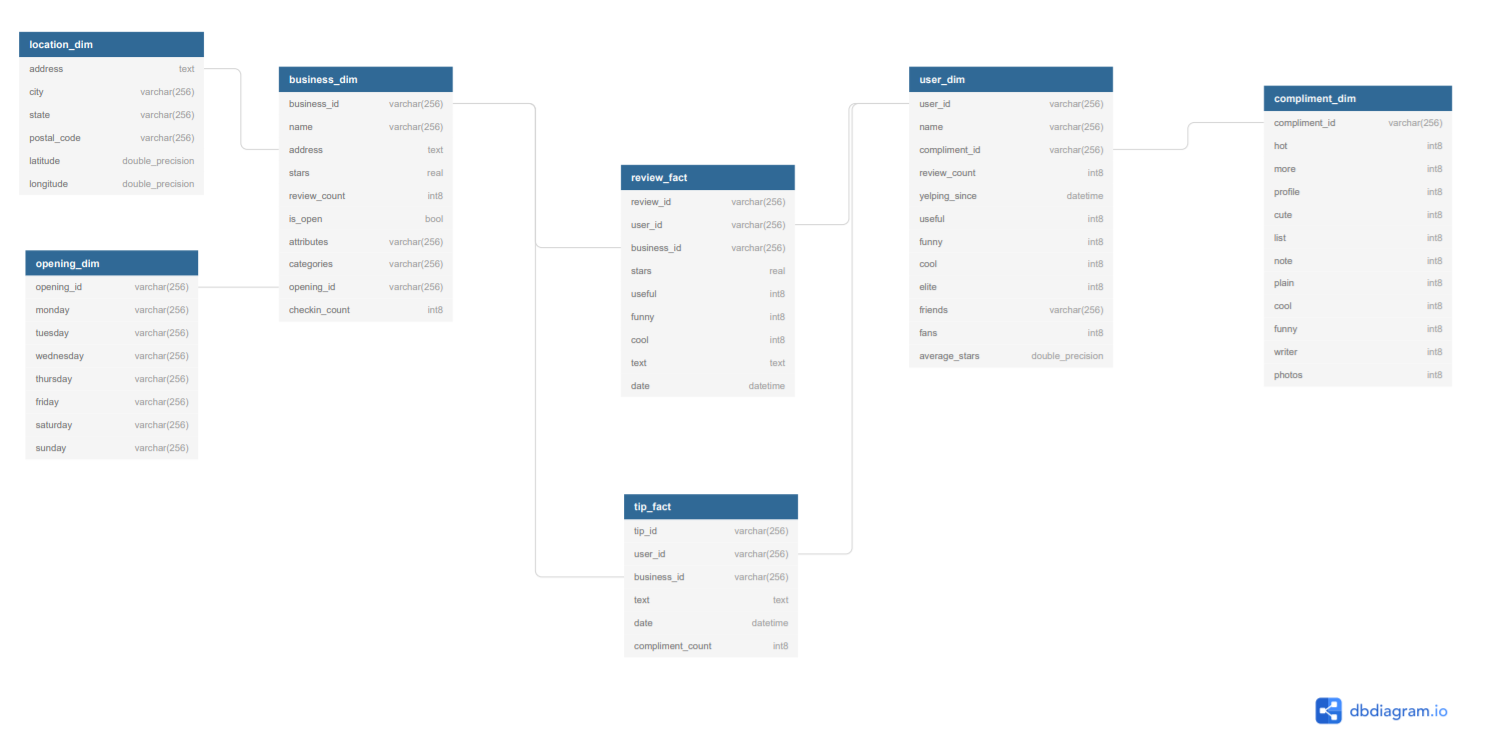 location_dim
address text
city varchar(256)
state varchar(256)
postal_code varchar(256)
latitude double_precision
longitude double_precision
opening_dim
opening_id varchar(256)
monday varchar(256)
tuesday varchar(256)
wednesday varchar(256)
thursday varchar(256)
friday varchar(256)
saturday varchar(256)
sunday varchar(256)
business_dim
business_id varchar(256)
name varchar(256)
address text
stars real
review_count int8
is_open bool
attributes varchar(256)
categories varchar(256)
opening_id varchar(256)
checkin_count int8
review_fact
review_id varchar(256)
user_id varchar(256)
business_id varchar(256)
stars real
useful int8
funny int8
cool int8
text text
date datetime
tip_fact
tip_id varchar(256)
user_id varchar(256)
business_id varchar(256)
text text
date datetime
compliment_count int8
user_dim
user_id varchar(256)
name varchar(256)
compliment_id varchar(256)
review_count int8
yelping_since datetime
useful int8
funny int8
cool int8
elite int8
friends varchar(256)
fans int8
average_stars double_precision
compliment_dim
compliment_id varchar(256)
hot int8
more int8
profile int8
cute int8
list int8
note int8
plain int8
cool int8
funny int8
writer int8
photos int8
dbdiagram.io